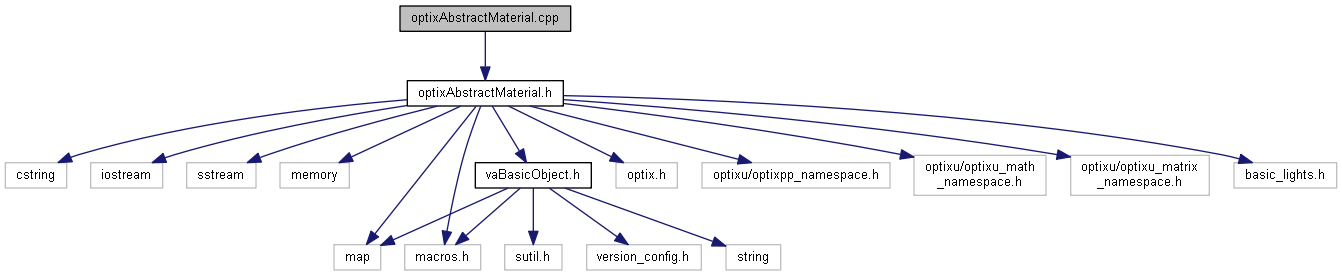 optixAbstractMaterial.cpp
optixAbstractMaterial.h
cstring
iostream
sstream
memory
vaBasicObject.h
optix.h
optixu/optixpp_namespace.h
optixu/optixu_math
_namespace.h
optixu/optixu_matrix
_namespace.h
basic_lights.h
map
macros.h
sutil.h
version_config.h
string